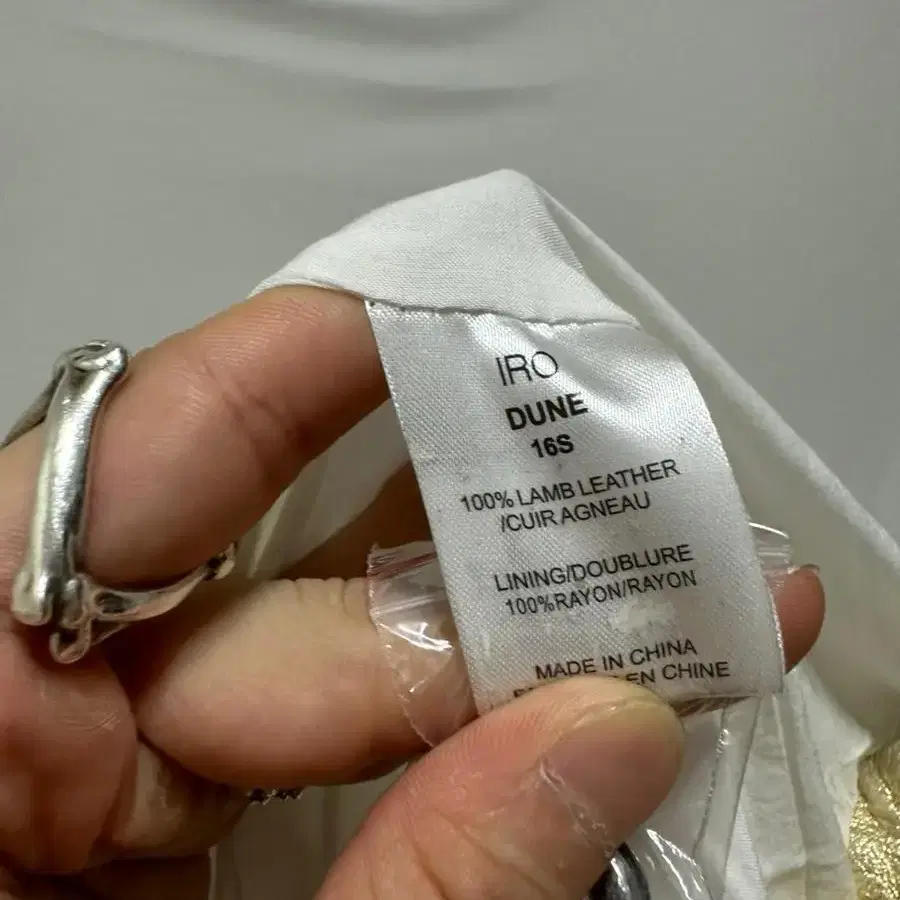 IRO
DUNE
16S
100% LAMB LEATHER
/CUIR AGNEAU
LINING/DOUBLURE
100%RAYON/RAYON
MADE IN CHINA
EN CHINE